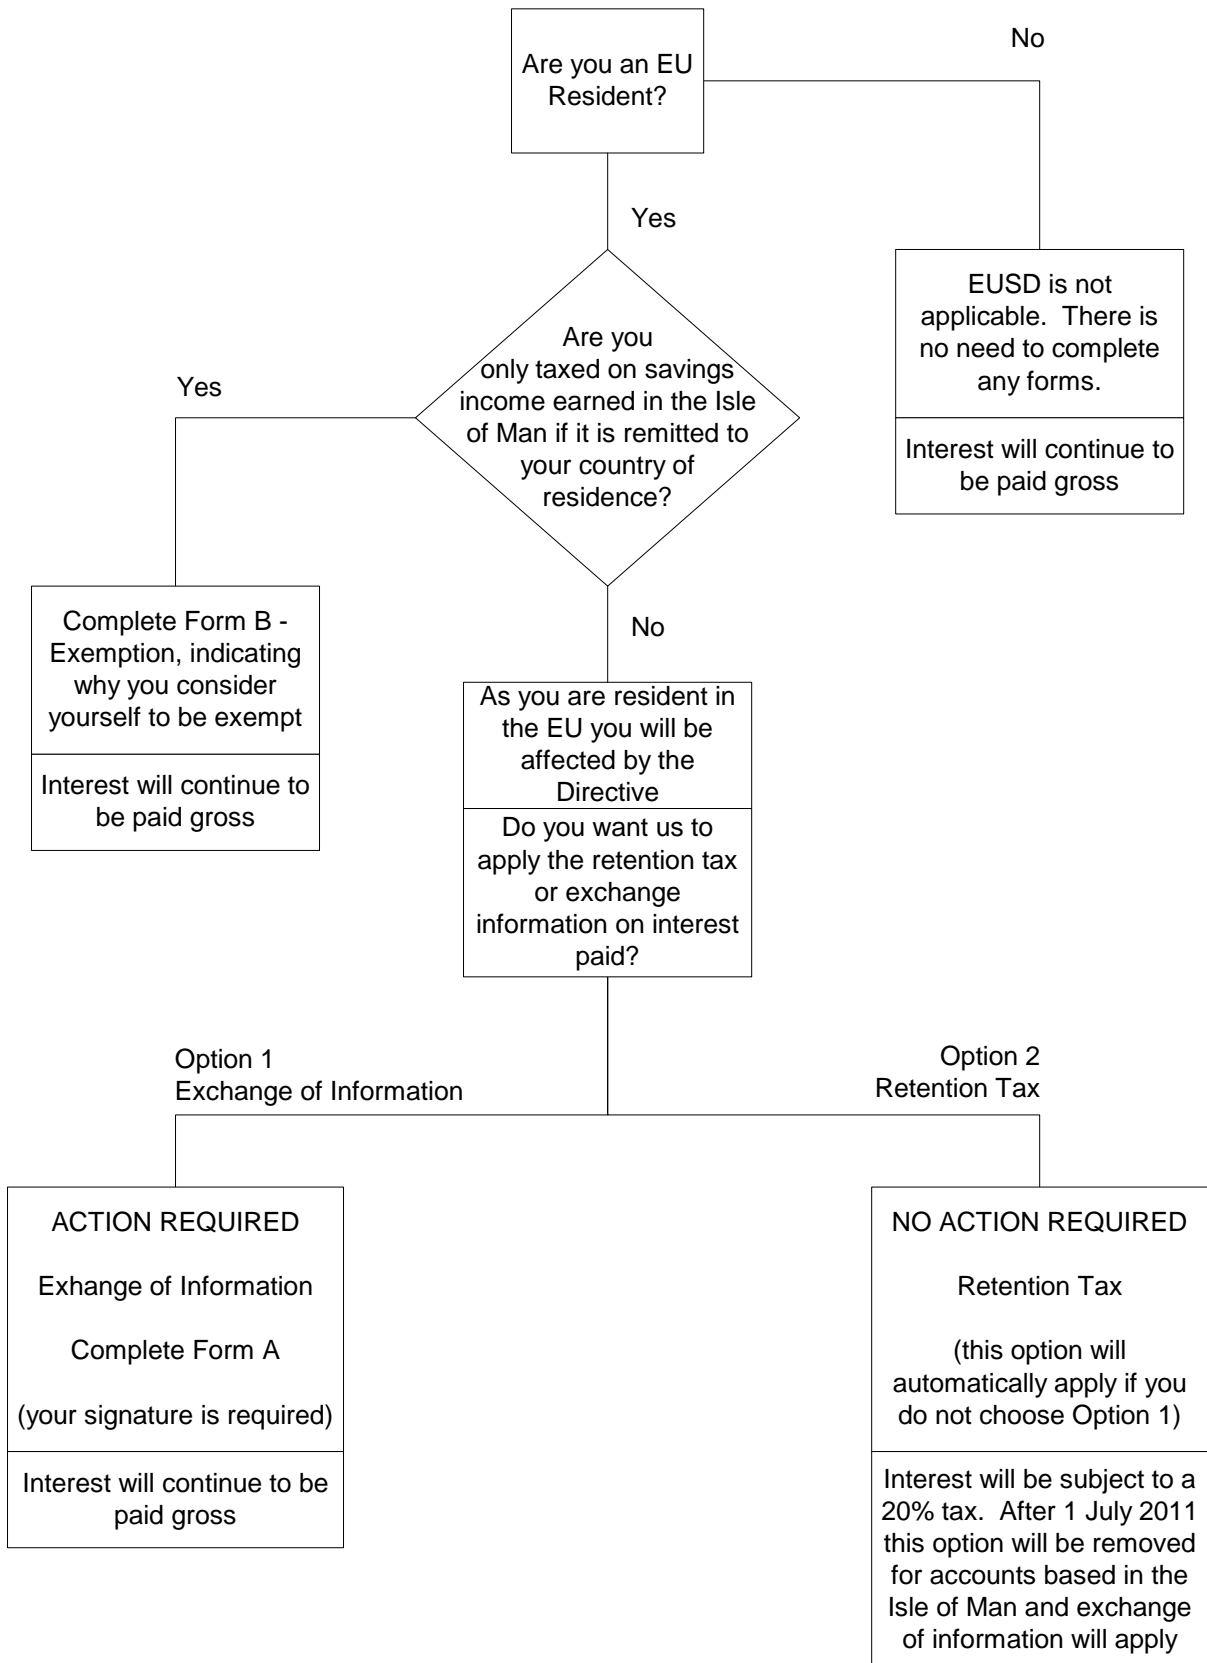 Are you an EU
Resident?
No
Yes
EUSD is not
applicable.  There is
no need to complete
any forms.
Interest will continue to
be paid gross
Are you
only taxed on savings
income earned in the Isle
of Man if it is remitted to
your country of
residence?
Yes
Complete Form B -
Exemption, indicating
why you consider
yourself to be exempt
Interest will continue to
be paid gross
No
As you are resident in
the EU you will be
affected by the
Directive
Do you want us to
apply the retention tax
or exchange
information on interest
paid?
Option 1
Exchange of Information
Option 2
Retention Tax
ACTION REQUIRED
Exhange of Information
Complete Form A
(your signature is required)
Interest will continue to be
paid gross
NO ACTION REQUIRED
Retention Tax
(this option will
automatically apply if you
do not choose Option 1)
Interest will be subject to a
20% tax.  After 1 July 2011
this option will be removed
for accounts based in the
Isle of Man and exchange
of information will apply